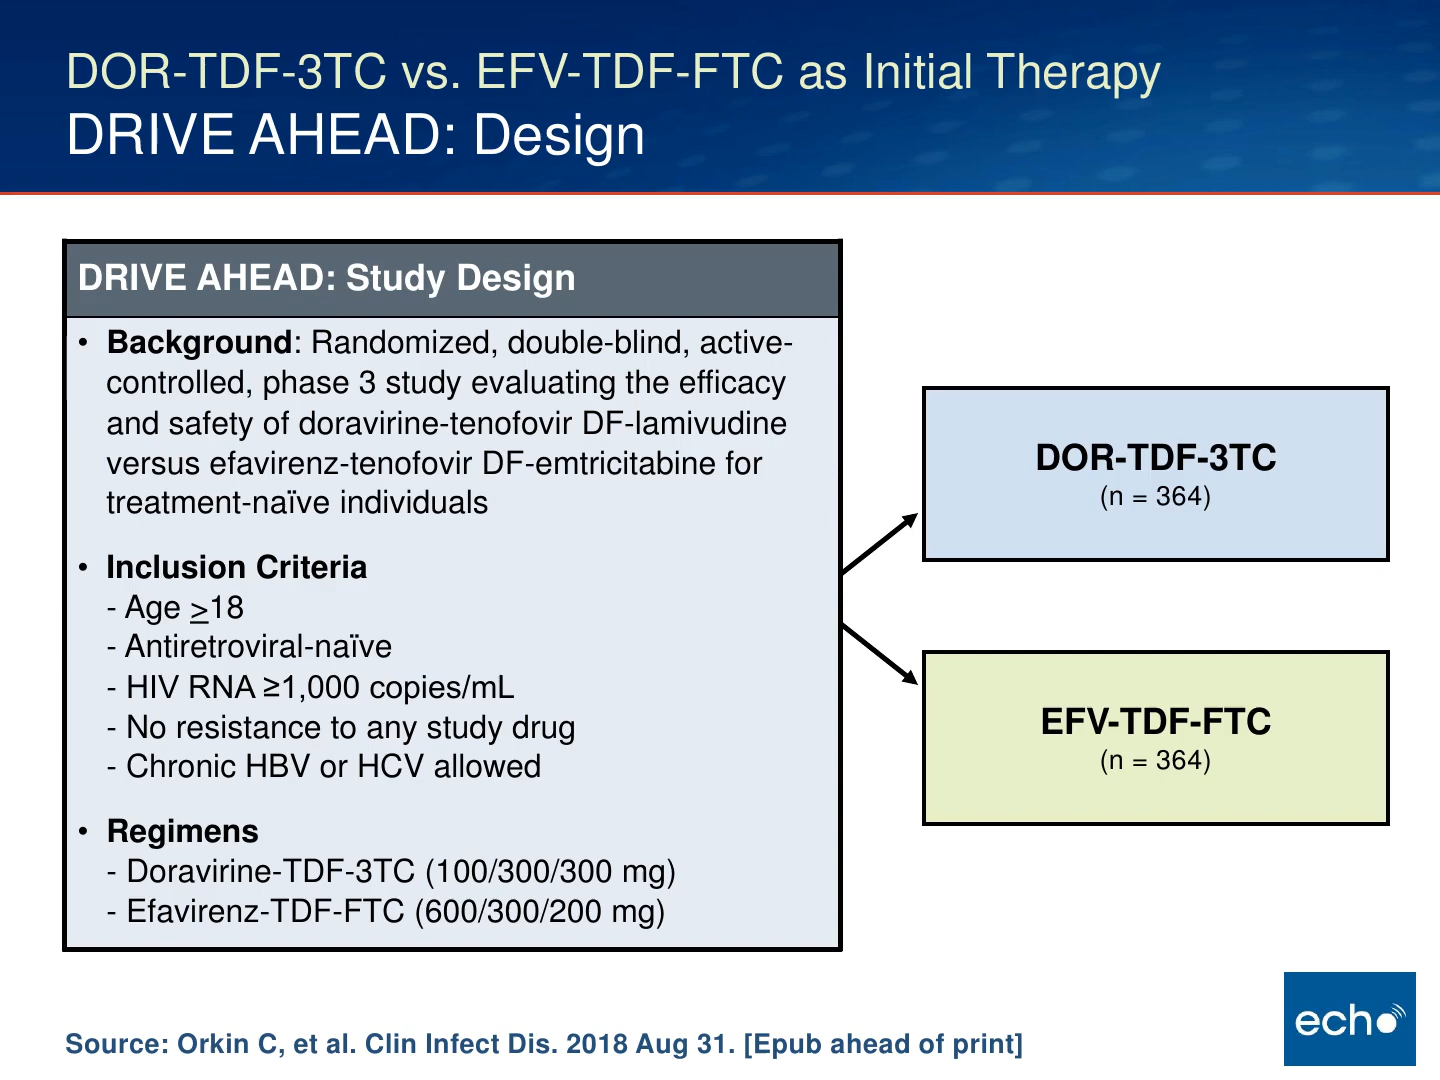 DOR-TDF-3TC vs. EFV-TDF-FTC as Initial Therapy
DRIVE AHEAD: Design
DRIVE AHEAD: Study Design
• Background: Randomized, double-blind, active-
controlled, phase 3 study evaluating the efficacy
and safety of doravirine-tenofovir DF-lamivudine
versus efavirenz-tenofovir DF-emtricitabine for
treatment-naïve individuals
• Inclusion Criteria
- Age >18
- Antiretroviral-naïve
- HIV RNA ≥1,000 copies/mL
- No resistance to any study drug
- Chronic HBV or HCV allowed
• Regimens
- Doravirine-TDF-3TC (100/300/300 mg)
- Efavirenz-TDF-FTC (600/300/200 mg)
DOR-TDF-3TC
(n = 364)
EFV-TDF-FTC
(n = 364)
Source: Orkin C, et al. Clin Infect Dis. 2018 Aug 31. [Epub ahead of print]
echo